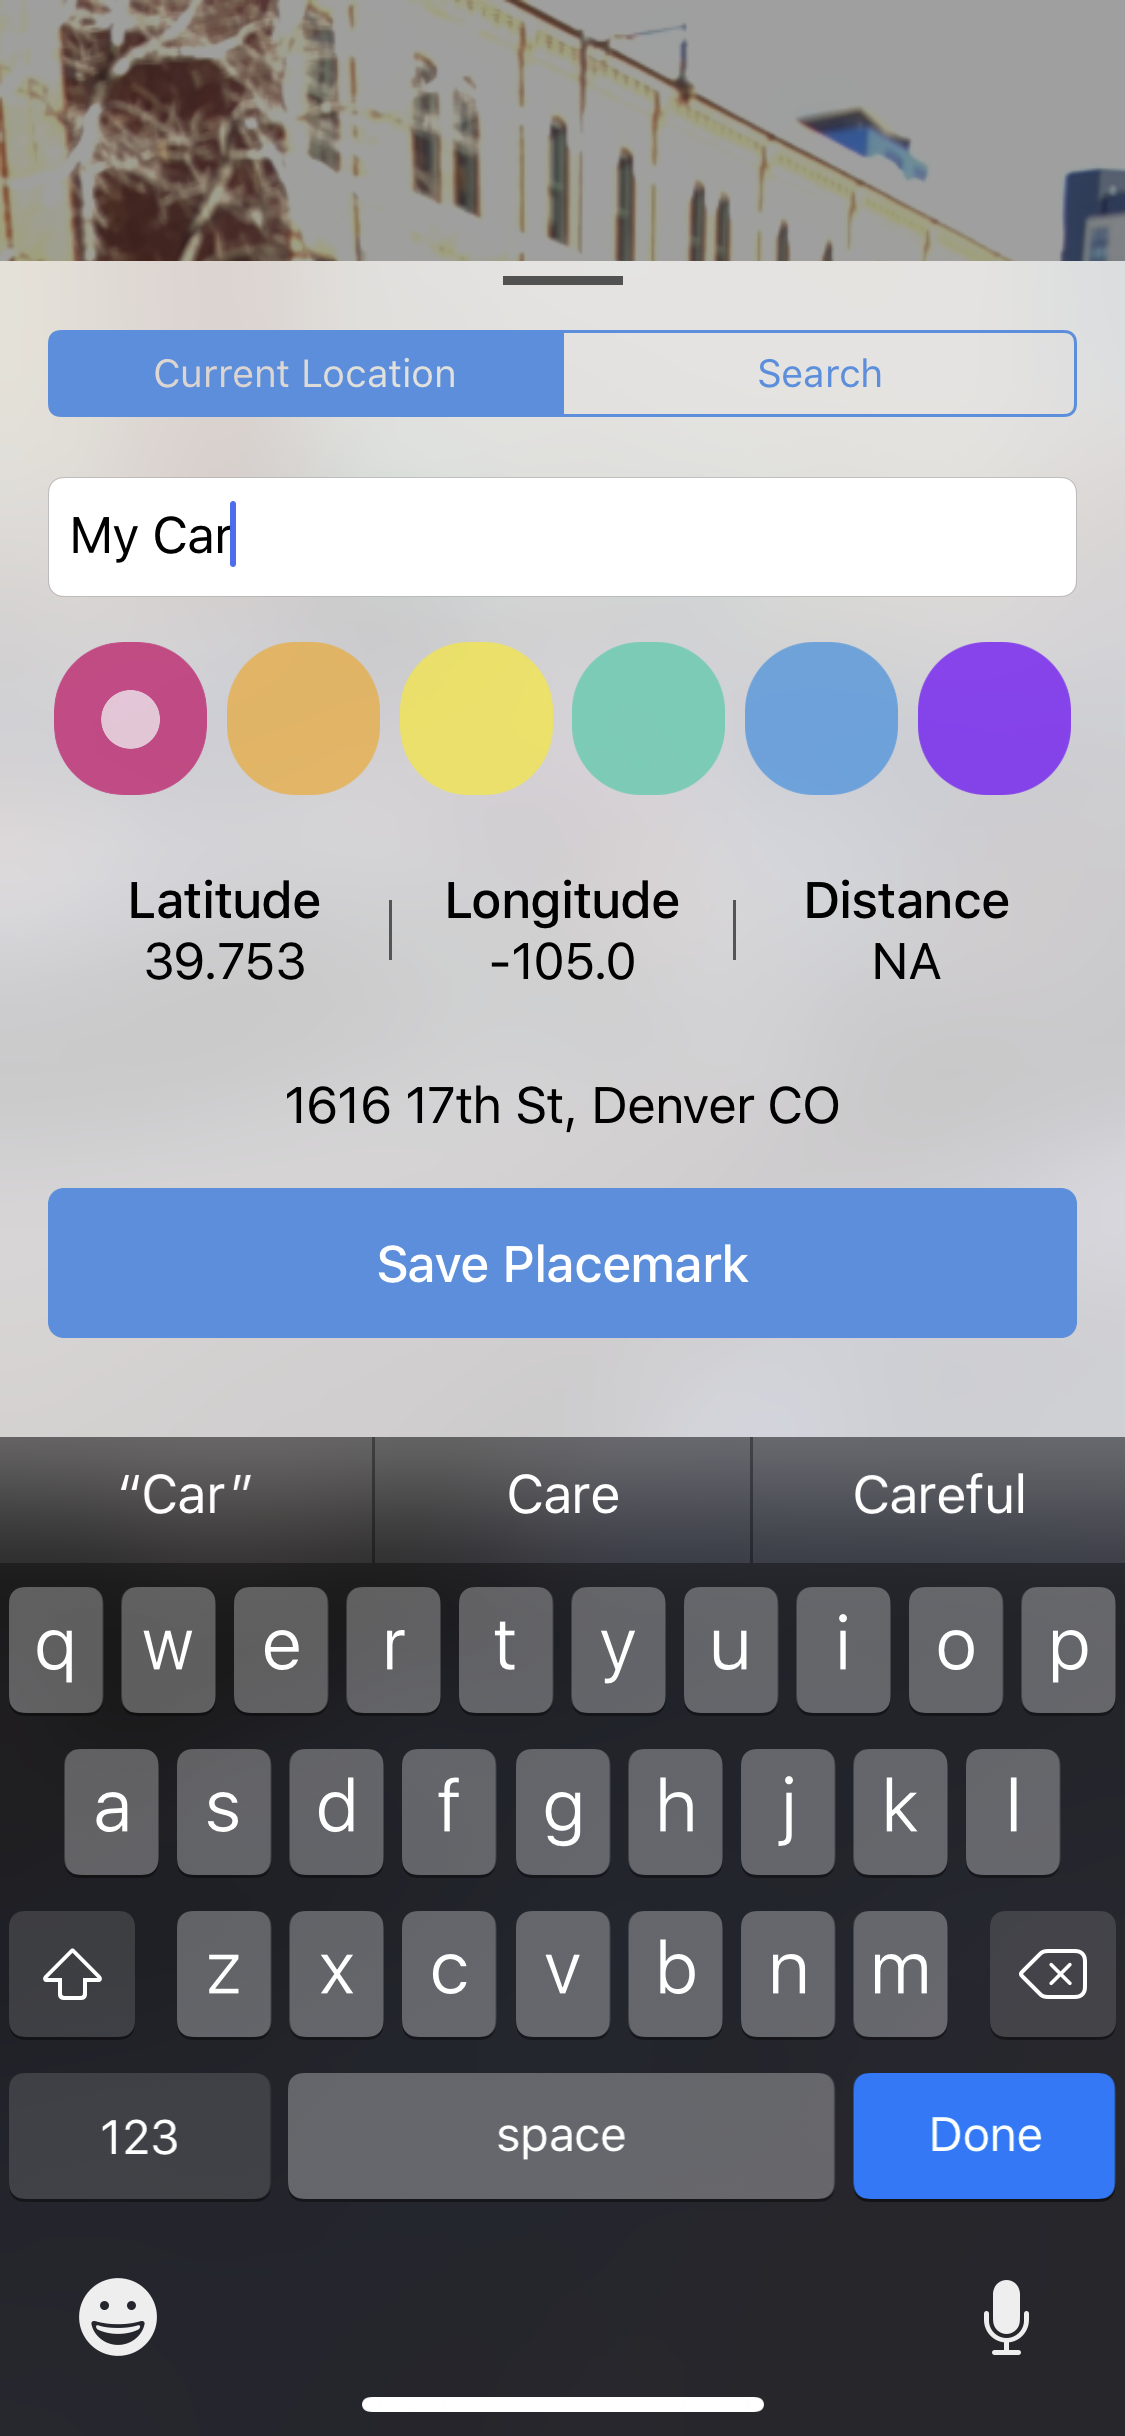 Current Location Search
My Car
Latitude Longitude Distance
39.753 -105.0 NA
1616 17th St, Denver CO
Save Placemark
“Car” Care Careful
q w e r t y u i o p
a s d f g h j k l
z x c v b n m
123 space Done